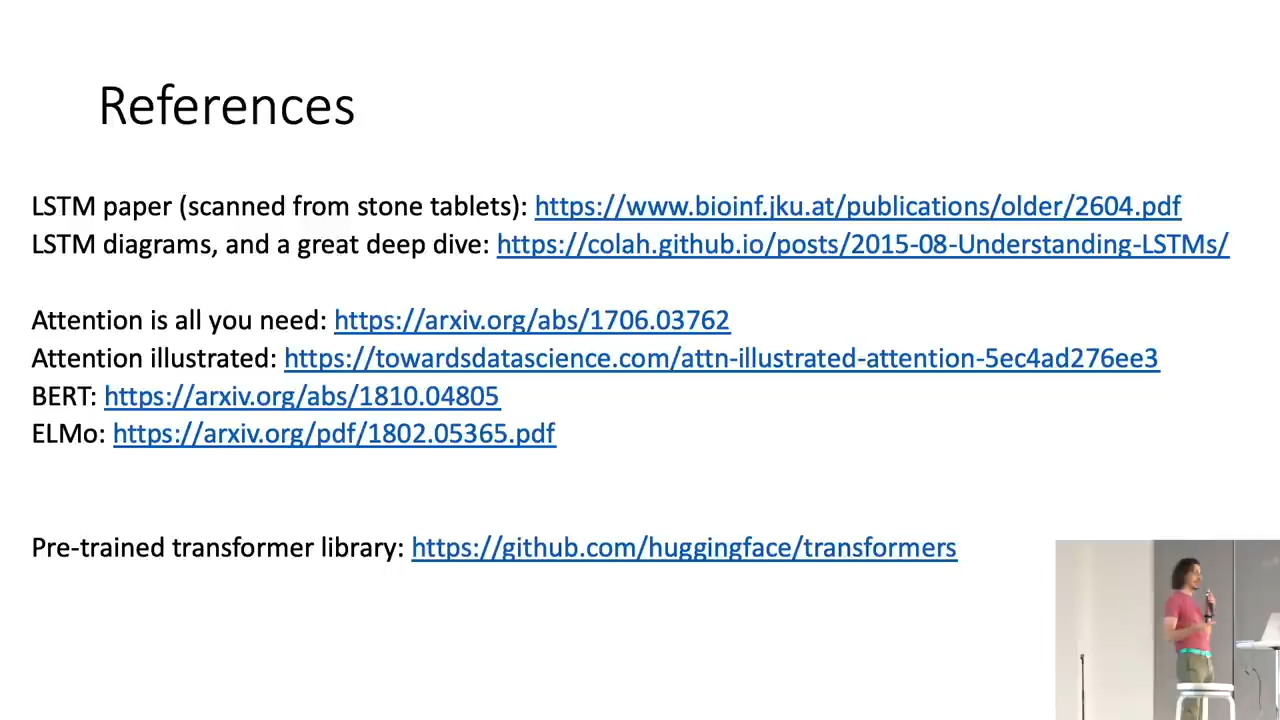 References
LSTM paper (scanned from stone tablets): https://www.bioinf.jku.at/publications/older/2604.pdf
LSTM diagrams, and a great deep dive: https://colah.github.io/posts/2015-08-Understanding-LSTMs/
Attention is all you need: https://arxiv.org/abs/1706.03762
Attention illustrated: https://towardsdatascience.com/attn-illustrated-attention-5ec4ad276ee3
BERT: https://arxiv.org/abs/1810.04805
ELMo: https://arxiv.org/pdf/1802.05365.pdf
Pre-trained transformer library: https://github.com/huggingface/transformers